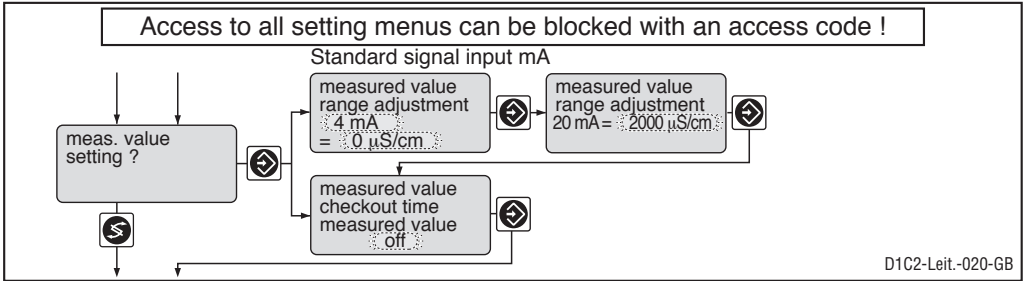 Access to all setting menus can be blocked with an access code !
Standard signal input mA
meas. value
setting ?
measured value
range adjustment
4 mA
= 0 µS/cm
measured value
range adjustment
20 mA = 2000 µS/cm
measured value
checkout time
measured value
off
D1C2-Leit.-020-GB